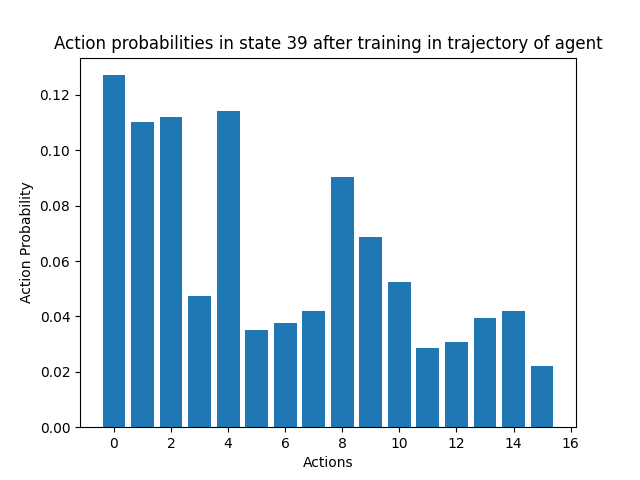 Action probabilities in state 39 after training in trajectory of agent
0.12
0.10
0.08
0.06
0.04
0.02
0.00
Action Probability
0 2 4 6 8 10 12 14 16
Actions